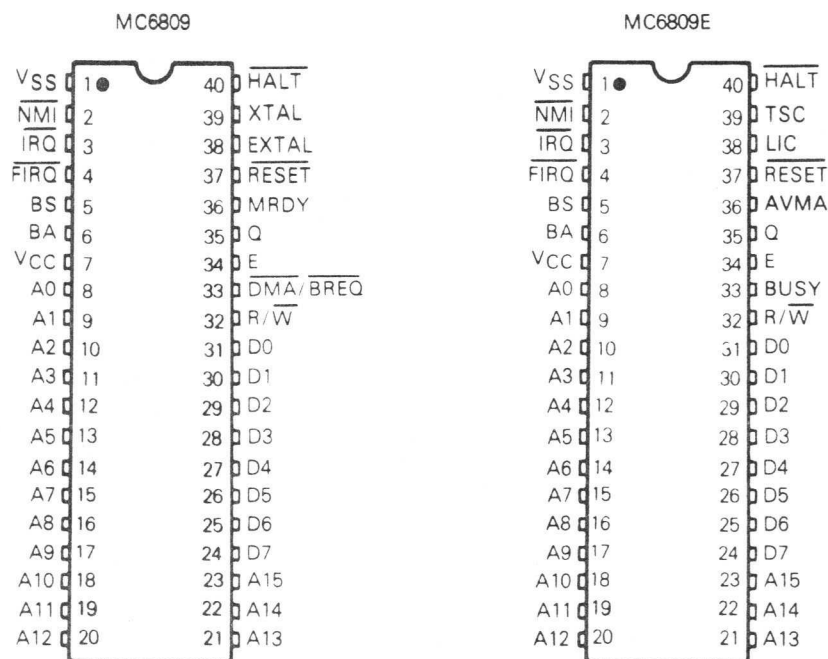 MC6809 MC6809E
VSS 1 40 HALT VSS 1 40 HALT
NMI 2 39 XTAL NMI 2 39 TSC
IRQ 3 38 EXTAL IRQ 3 38 LIC
FIRQ 4 37 RESET FIRQ 4 37 RESET
BS 5 36 MRDY BS 5 36 AVMA
BA 6 35 Q BA 6 35 Q
VCC 7 34 E VCC 7 34 E
A0 8 33 DMA/BREQ A0 8 33 BUSY
A1 9 32 R/W A1 9 32 R/W
A2 10 31 D0 A2 10 31 D0
A3 11 30 D1 A3 11 30 D1
A4 12 29 D2 A4 12 29 D2
A5 13 28 D3 A5 13 28 D3
A6 14 27 D4 A6 14 27 D4
A7 15 26 D5 A7 15 26 D5
A8 16 25 D6 A8 16 25 D6
A9 17 24 D7 A9 17 24 D7
A10 18 23 A15 A10 18 23 A15
A11 19 22 A14 A11 19 22 A14
A12 20 21 A13 A12 20 21 A13